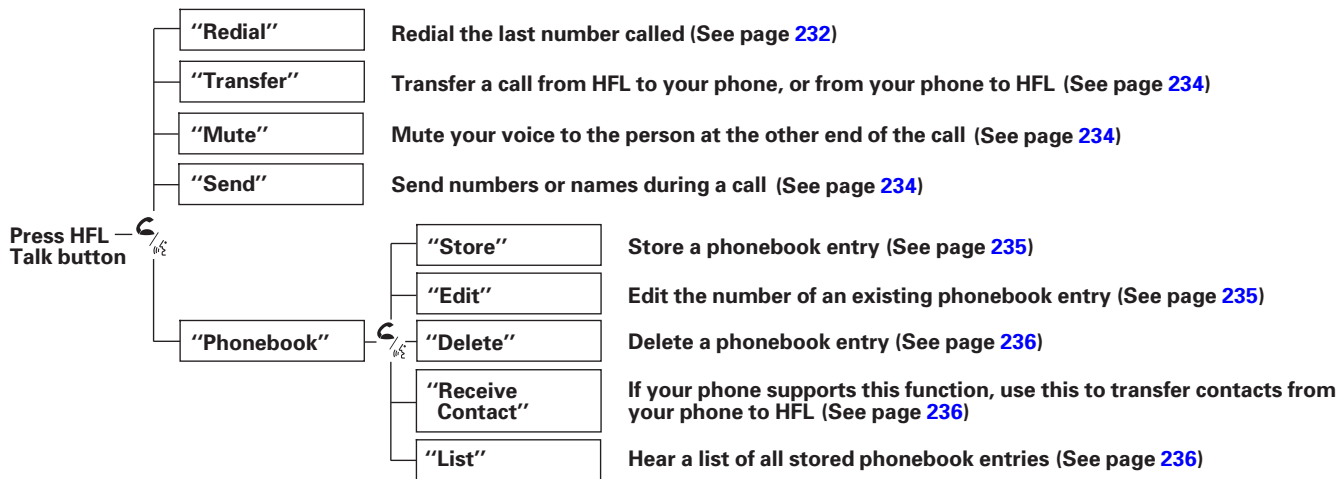 "Redial" Redial the last number called (See page 232)
"Transfer" Transfer a call from HFL to your phone, or from your phone to HFL (See page 234)
"Mute" Mute your voice to the person at the other end of the call (See page 234)
"Send" Send numbers or names during a call (See page 234)
Press HFL
Talk button
"Phonebook"
"Store" Store a phonebook entry (See page 235)
"Edit" Edit the number of an existing phonebook entry (See page 235)
"Delete" Delete a phonebook entry (See page 236)
"Receive
Contact"
If your phone supports this function, use this to transfer contacts from
your phone to HFL (See page 236)
"List" Hear a list of all stored phonebook entries (See page 236)